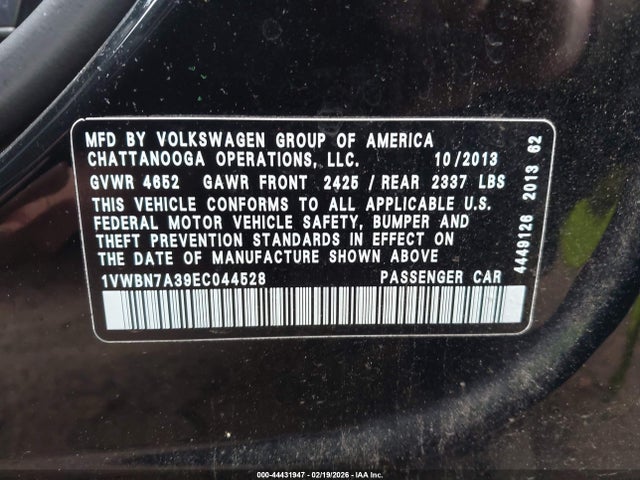 MFD BY VOLKSWAGEN GROUP OF AMERICA
CHATTANOOGA OPERATIONS, LLC. 10/2013
GVWR 4652 GAWR FRONT 2425 / REAR 2337 LBS
THIS VEHICLE CONFORMS TO ALL APPLICABLE U.S.
FEDERAL MOTOR VEHICLE SAFETY, BUMPER AND
THEFT PREVENTION STANDARDS IN EFFECT ON
THE DATE OF MANUFACTURE SHOWN ABOVE
1VWBN7A39EC044528 PASSENGER CAR
4449126 2013 62
000-44431947 - 02/19/2026 - IAA Inc.